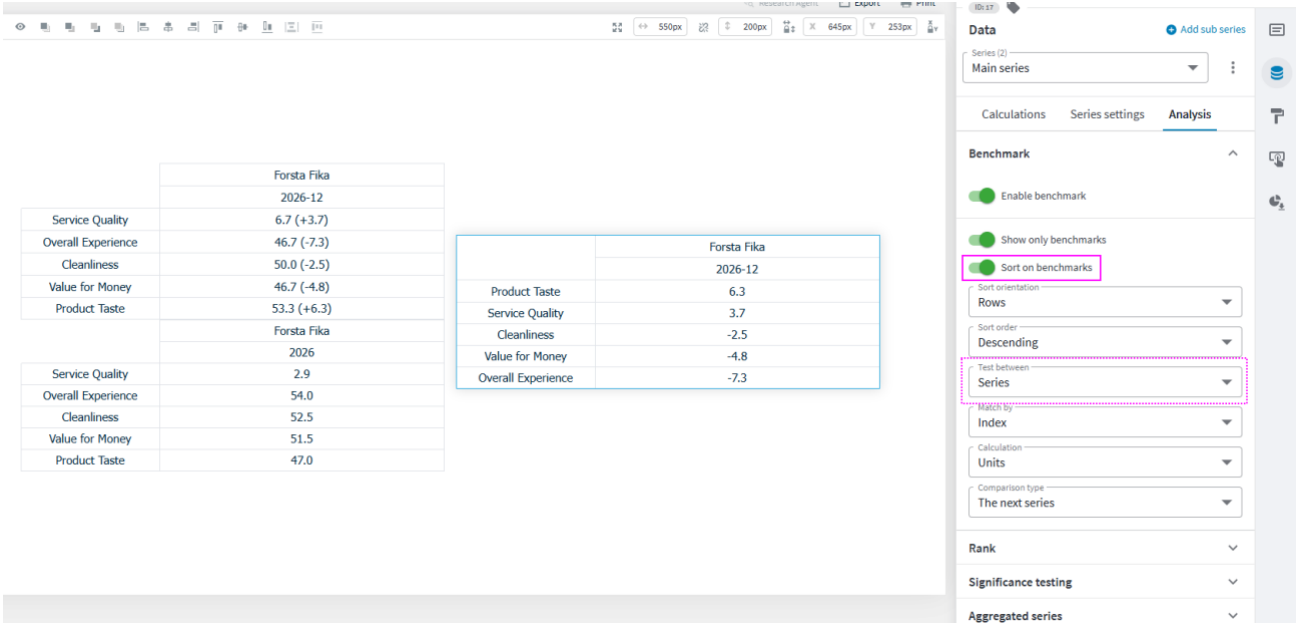 Research Agent Export Print
550px 200px X 645px Y 253px
Forsta Fika
2026-12
Service Quality 6.7 (+3.7)
Overall Experience 46.7 (-7.3)
Cleanliness 50.0 (-2.5)
Value for Money 46.7 (-4.8)
Product Taste 53.3 (+6.3)
Forsta Fika
2026
Service Quality 2.9
Overall Experience 54.0
Cleanliness 52.5
Value for Money 51.5
Product Taste 47.0
Forsta Fika
2026-12
Product Taste 6.3
Service Quality 3.7
Cleanliness -2.5
Value for Money -4.8
Overall Experience -7.3
ID: 17
Data Add sub series
Series (2)
Main series
Calculations Series settings Analysis
Benchmark
Enable benchmark
Show only benchmarks
Sort on benchmarks
Sort orientation
Rows
Sort order
Descending
Test between
Series
Match by
Index
Calculation
Units
Comparison type
The next series
Rank
Significance testing
Aggregated series